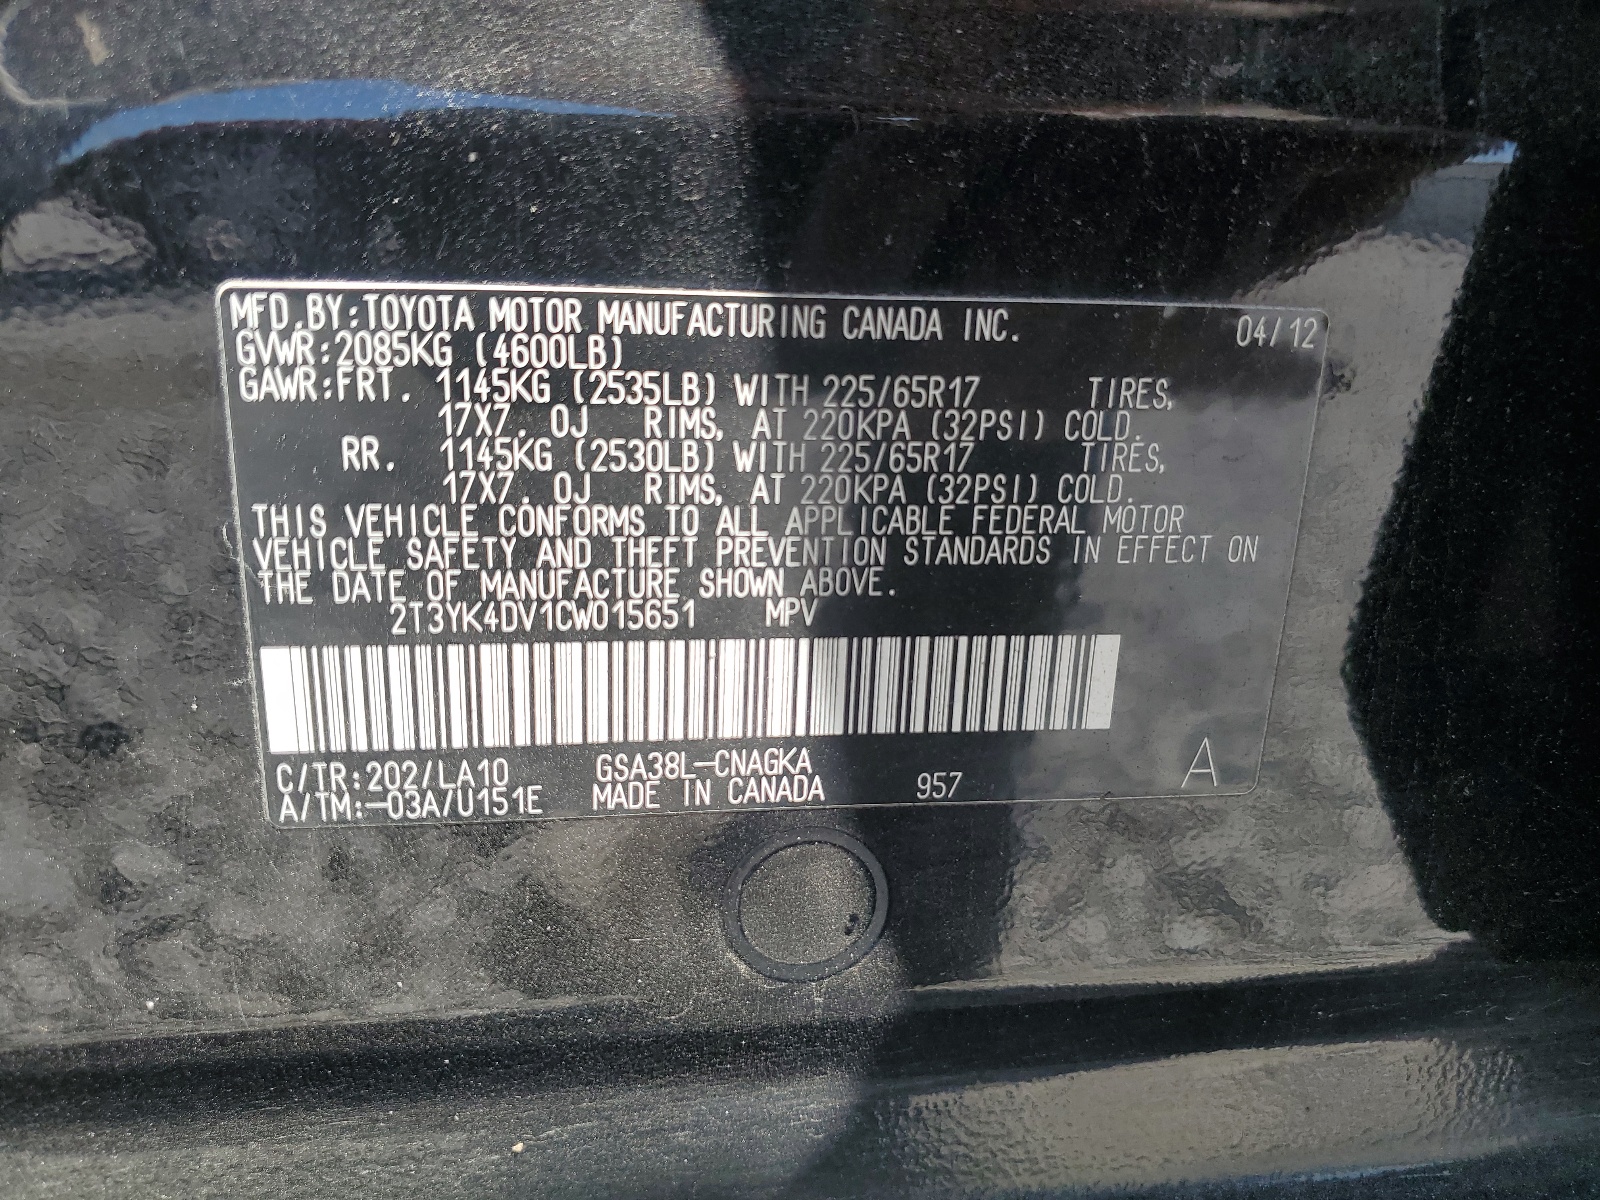 MFD.BY:TOYOTA MOTOR MANUFACTURING CANADA INC. 04/12
GVWR:2085KG (4600LB)
GAWR:FRT. 1145KG (2535LB) WITH 225/65R17 TIRES,
17X7.0J RIMS, AT 220KPA (32PSI) COLD.
RR. 1145KG (2530LB) WITH 225/65R17 TIRES,
17X7.0J RIMS, AT 220KPA (32PSI) COLD.
THIS VEHICLE CONFORMS TO ALL APPLICABLE FEDERAL MOTOR
VEHICLE SAFETY AND THEFT PREVENTION STANDARDS IN EFFECT ON
THE DATE OF MANUFACTURE SHOWN ABOVE.
2T3YK4DV1CW015651 MPV
C/TR:202/LA10 GSA38L-CNAGKA
A/TM:-03A/U151E MADE IN CANADA 957 A